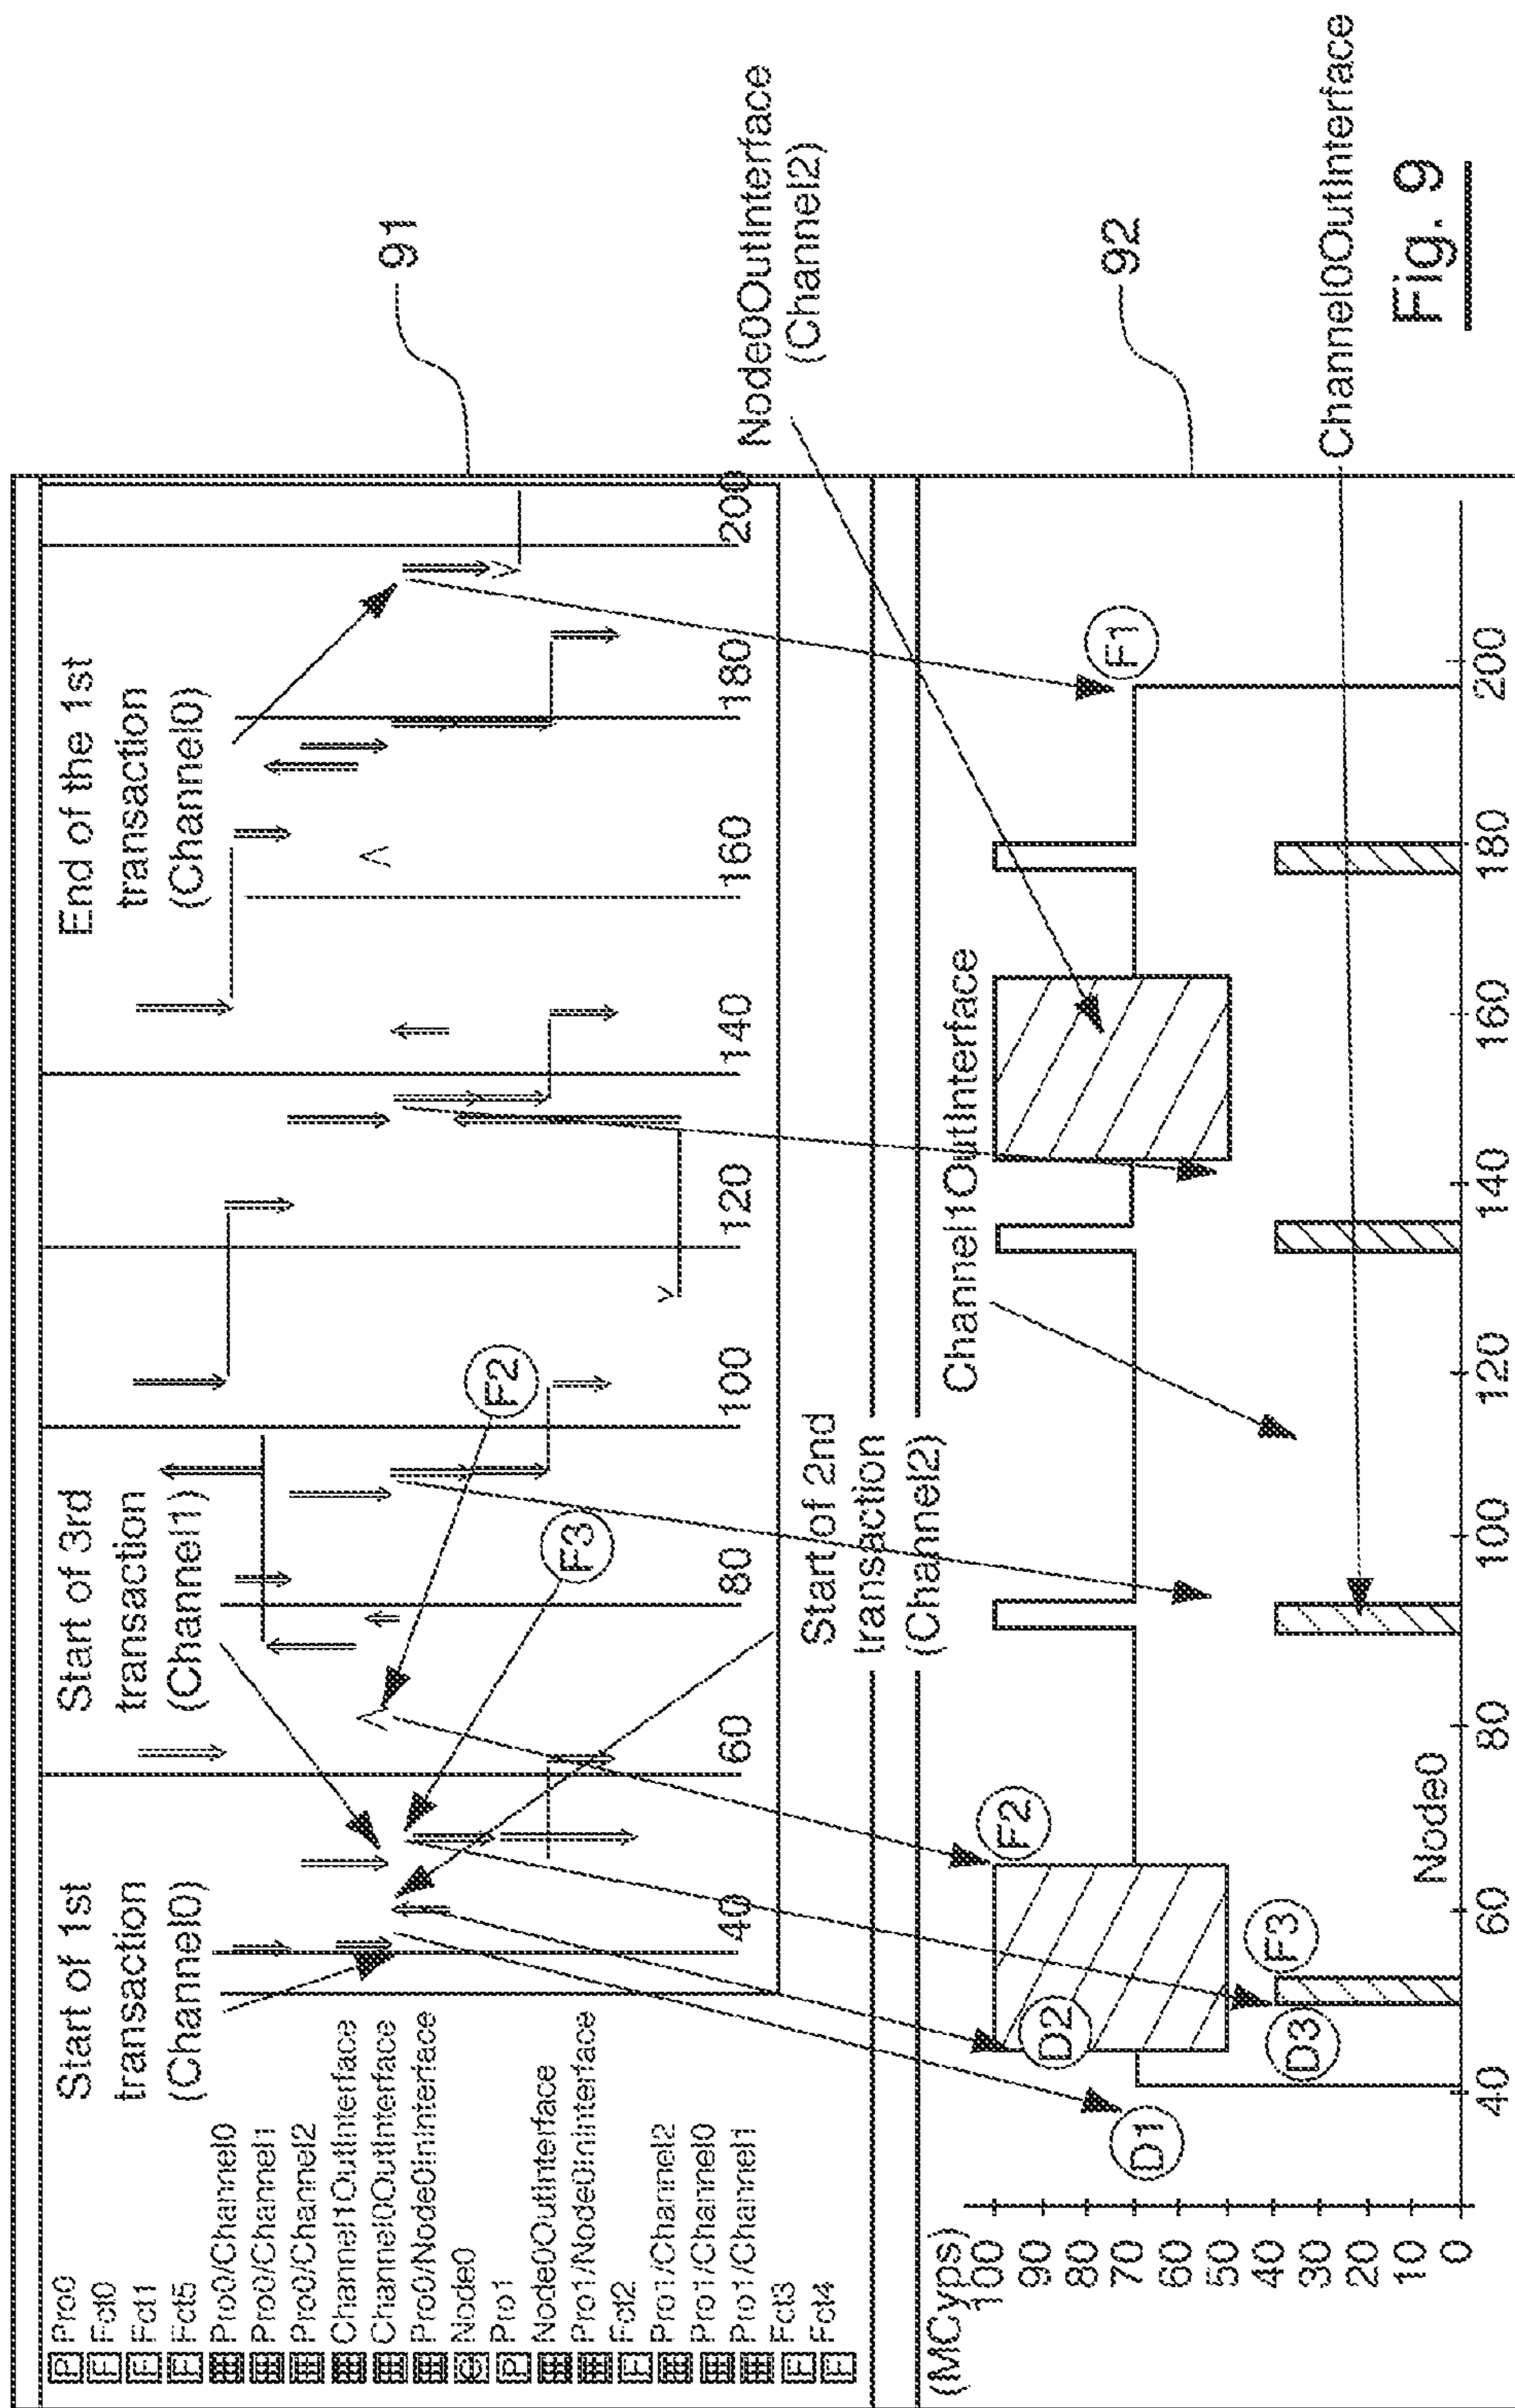 P Pro0
F Fct0
F Fct1
F Fct5
Pro0/Channel0
Pro0/Channel1
Pro0/Channel2
Channel1OutInterface
Channel0OutInterface
Pro0/Node0InInterface
Node0
P Pro1
Node0OutInterface
Pro1/Node0InInterface
F Fct2
Pro1/Channel2
Pro1/Channel0
Pro1/Channel1
F Fct3
F Fct4
Start of 1st
transaction
(Channel0)
Start of 3rd
transaction
(Channel1)
End of the 1st
transaction
(Channel0)
F2
F3
40
60
80
100
120
140
160
180
200
91
Start of 2nd
transaction
(Channel2)
Node0OutInterface
(Channel2)
Channel1OutInterface
92
Channel0OutInterface
(MCyps)
100
90
80
70
60
50
40
30
20
10
0
D1
D2
D3
F2
F3
F1
Node0
40
60
80
100
120
140
160
180
200
Fig. 9